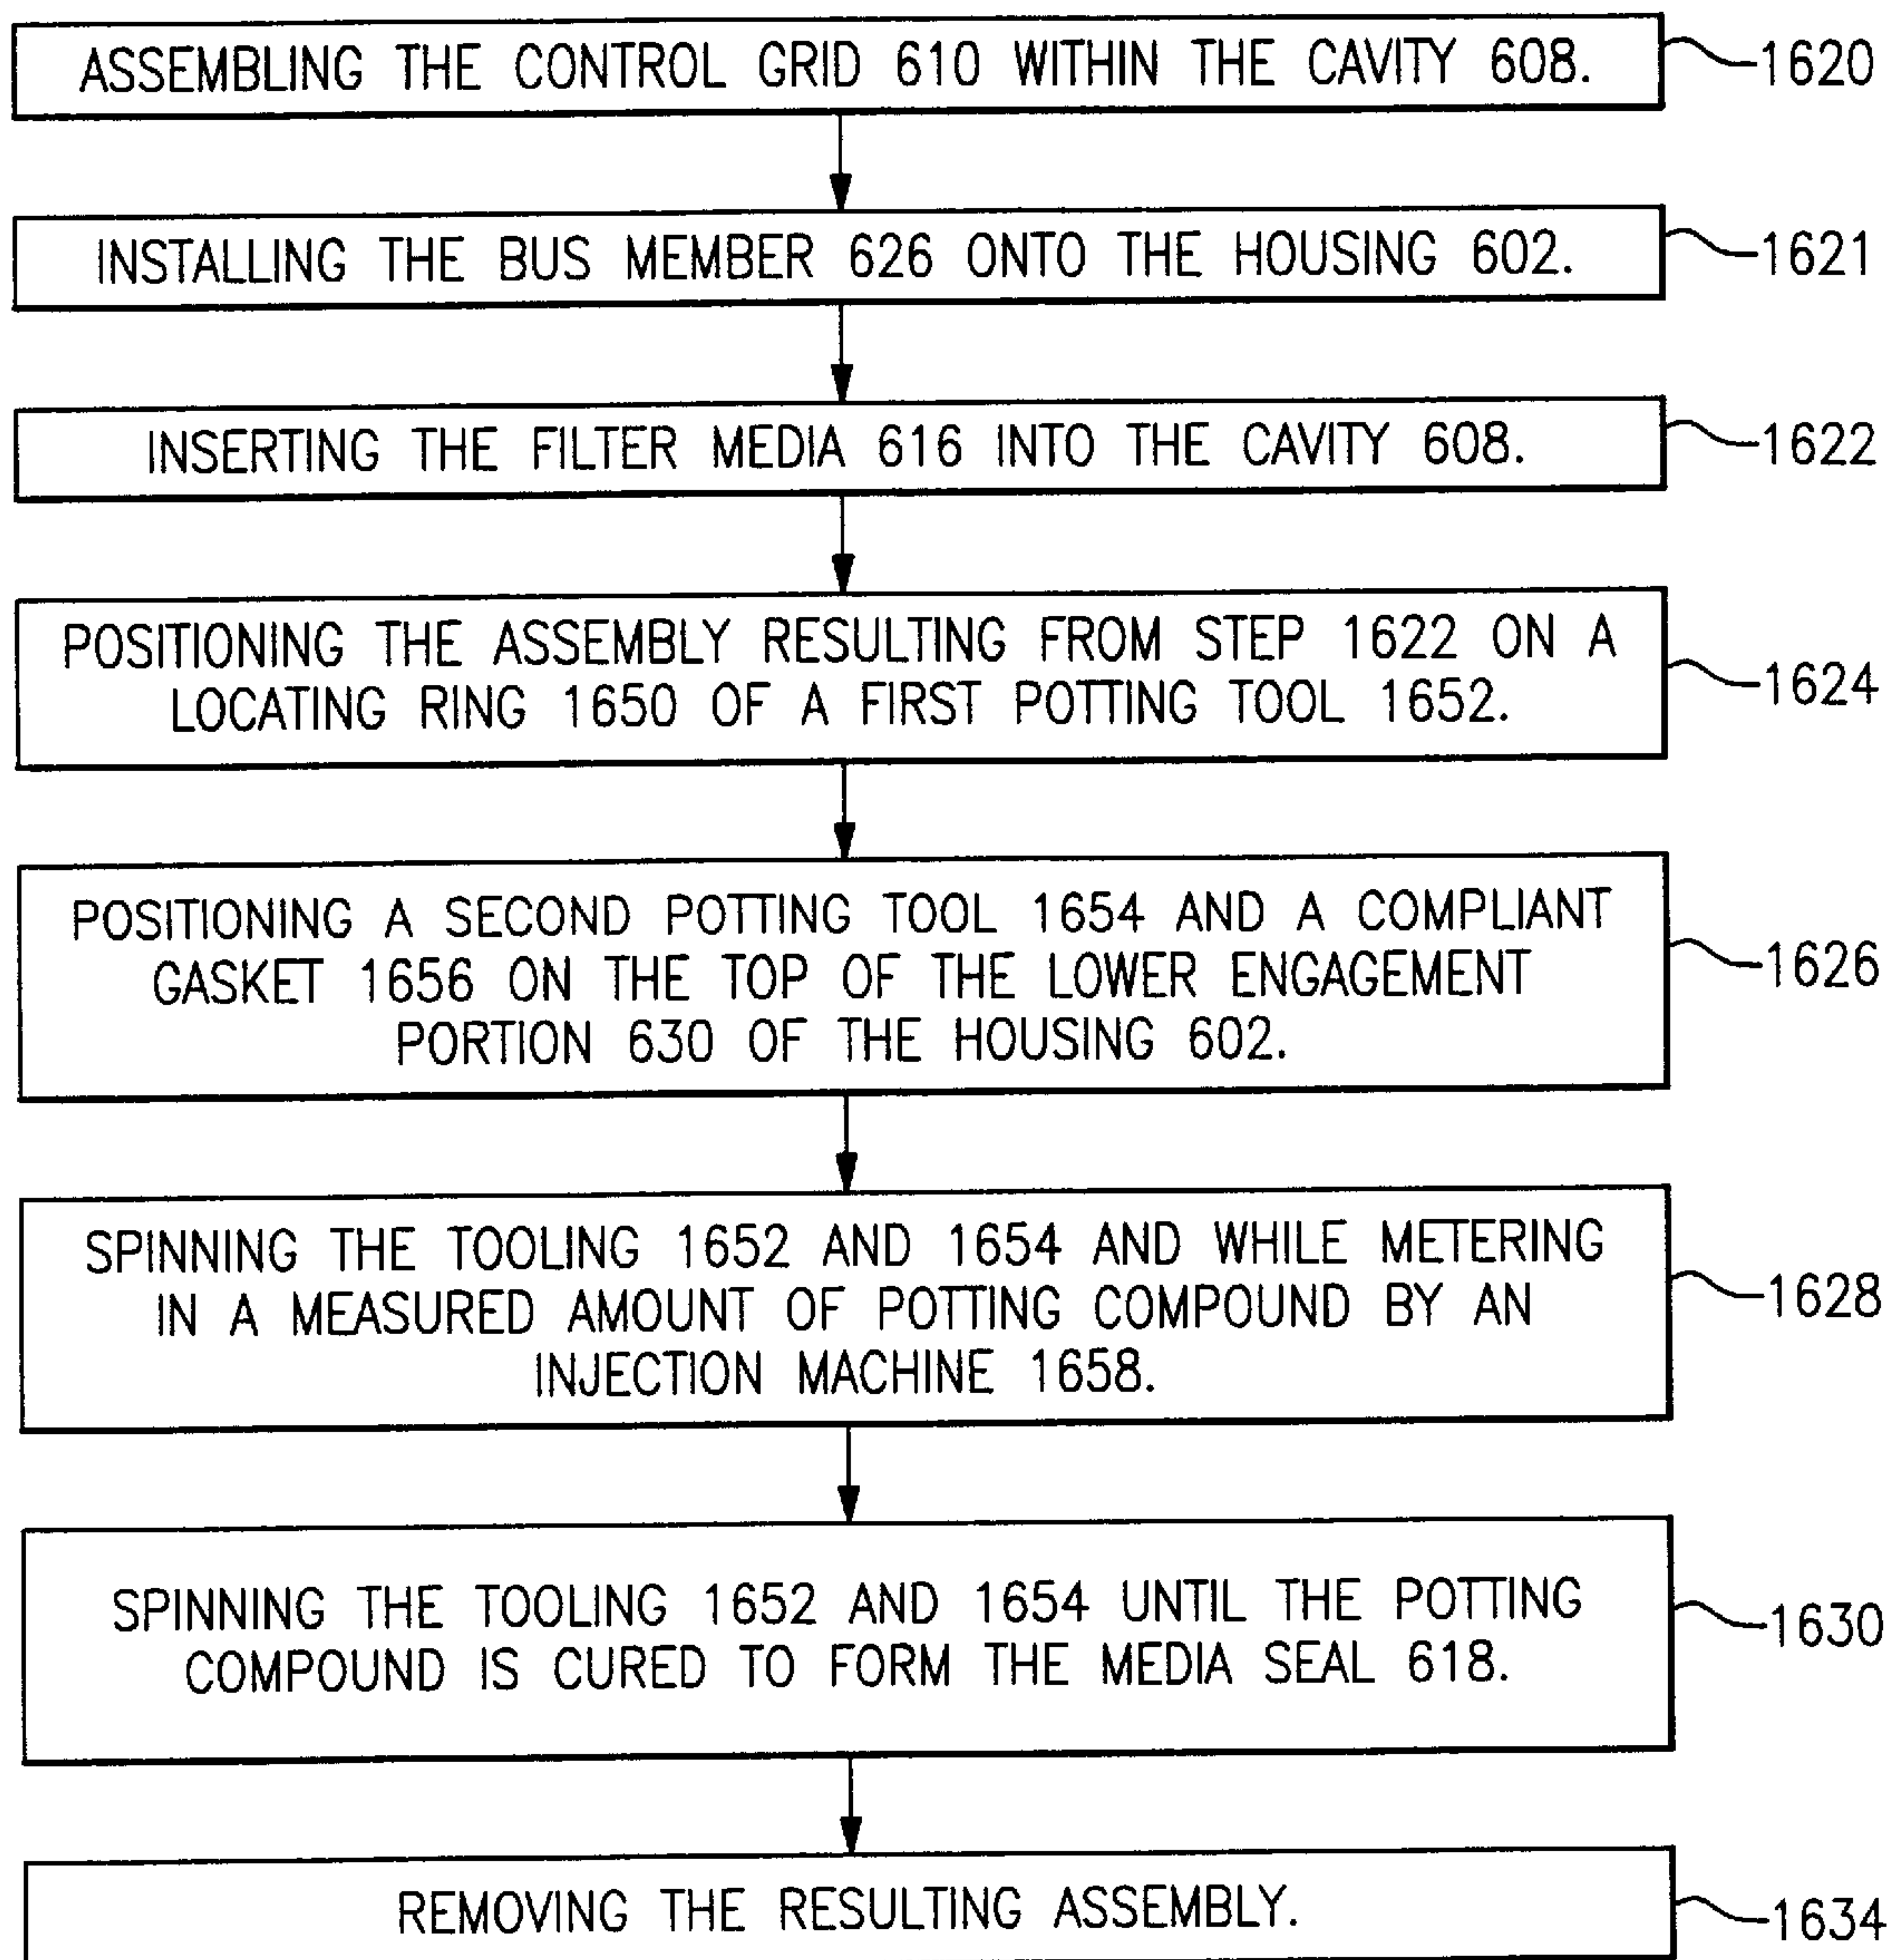 ASSEMBLING THE CONTROL GRID 610 WITHIN THE CAVITY 608.
1620
INSTALLING THE BUS MEMBER 626 ONTO THE HOUSING 602.
1621
INSERTING THE FILTER MEDIA 616 INTO THE CAVITY 608.
1622
POSITIONING THE ASSEMBLY RESULTING FROM STEP 1622 ON A
LOCATING RING 1650 OF A FIRST POTTING TOOL 1652.
1624
POSITIONING A SECOND POTTING TOOL 1654 AND A COMPLIANT
GASKET 1656 ON THE TOP OF THE LOWER ENGAGEMENT
PORTION 630 OF THE HOUSING 602.
1626
SPINNING THE TOOLING 1652 AND 1654 AND WHILE METERING
IN A MEASURED AMOUNT OF POTTING COMPOUND BY AN
INJECTION MACHINE 1658.
1628
SPINNING THE TOOLING 1652 AND 1654 UNTIL THE POTTING
COMPOUND IS CURED TO FORM THE MEDIA SEAL 618.
1630
REMOVING THE RESULTING ASSEMBLY.
1634